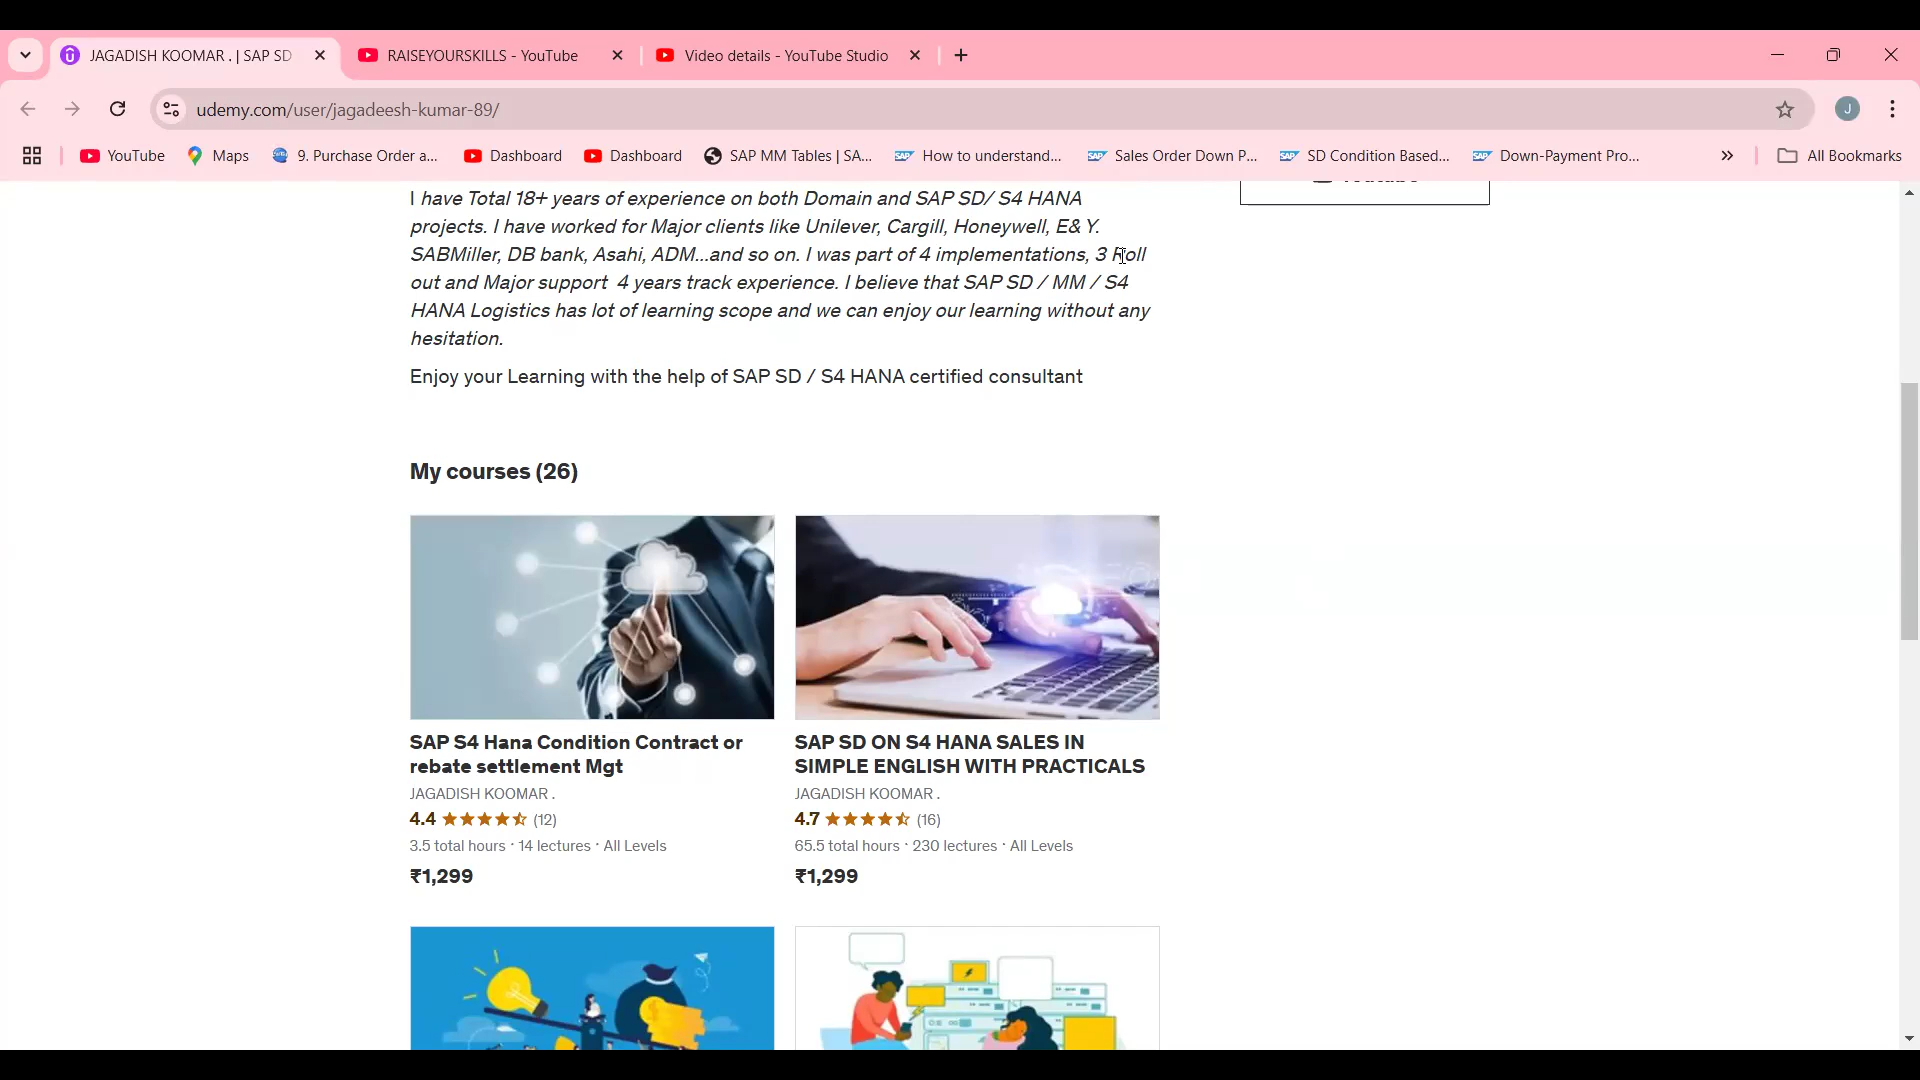 JAGADISH KOOMAR . | SAP SD
RAISEYOURSKILLS - YouTube
Video details - YouTube Studio
udemy.com/user/jagadeesh-kumar-89/
J
YouTube
Maps
9. Purchase Order a...
Dashboard
Dashboard
SAP MM Tables | SA...
How to understand...
Sales Order Down P...
SD Condition Based...
Down-Payment Pro...
All Bookmarks
I have Total 18+ years of experience on both Domain and SAP SD/ S4 HANA
projects. I have worked for Major clients like Unilever, Cargill, Honeywell, E& Y.
SABMiller, DB bank, Asahi, ADM...and so on. I was part of 4 implementations, 3 Roll
out and Major support  4 years track experience. I believe that SAP SD / MM / S4
HANA Logistics has lot of learning scope and we can enjoy our learning without any
hesitation.
Enjoy your Learning with the help of SAP SD / S4 HANA certified consultant
My courses (26)
SAP S4 Hana Condition Contract or
rebate settlement Mgt
JAGADISH KOOMAR .
4.4 (12)
3.5 total hours · 14 lectures · All Levels
₹1,299
SAP SD ON S4 HANA SALES IN
SIMPLE ENGLISH WITH PRACTICALS
JAGADISH KOOMAR .
4.7 (16)
65.5 total hours · 230 lectures · All Levels
₹1,299